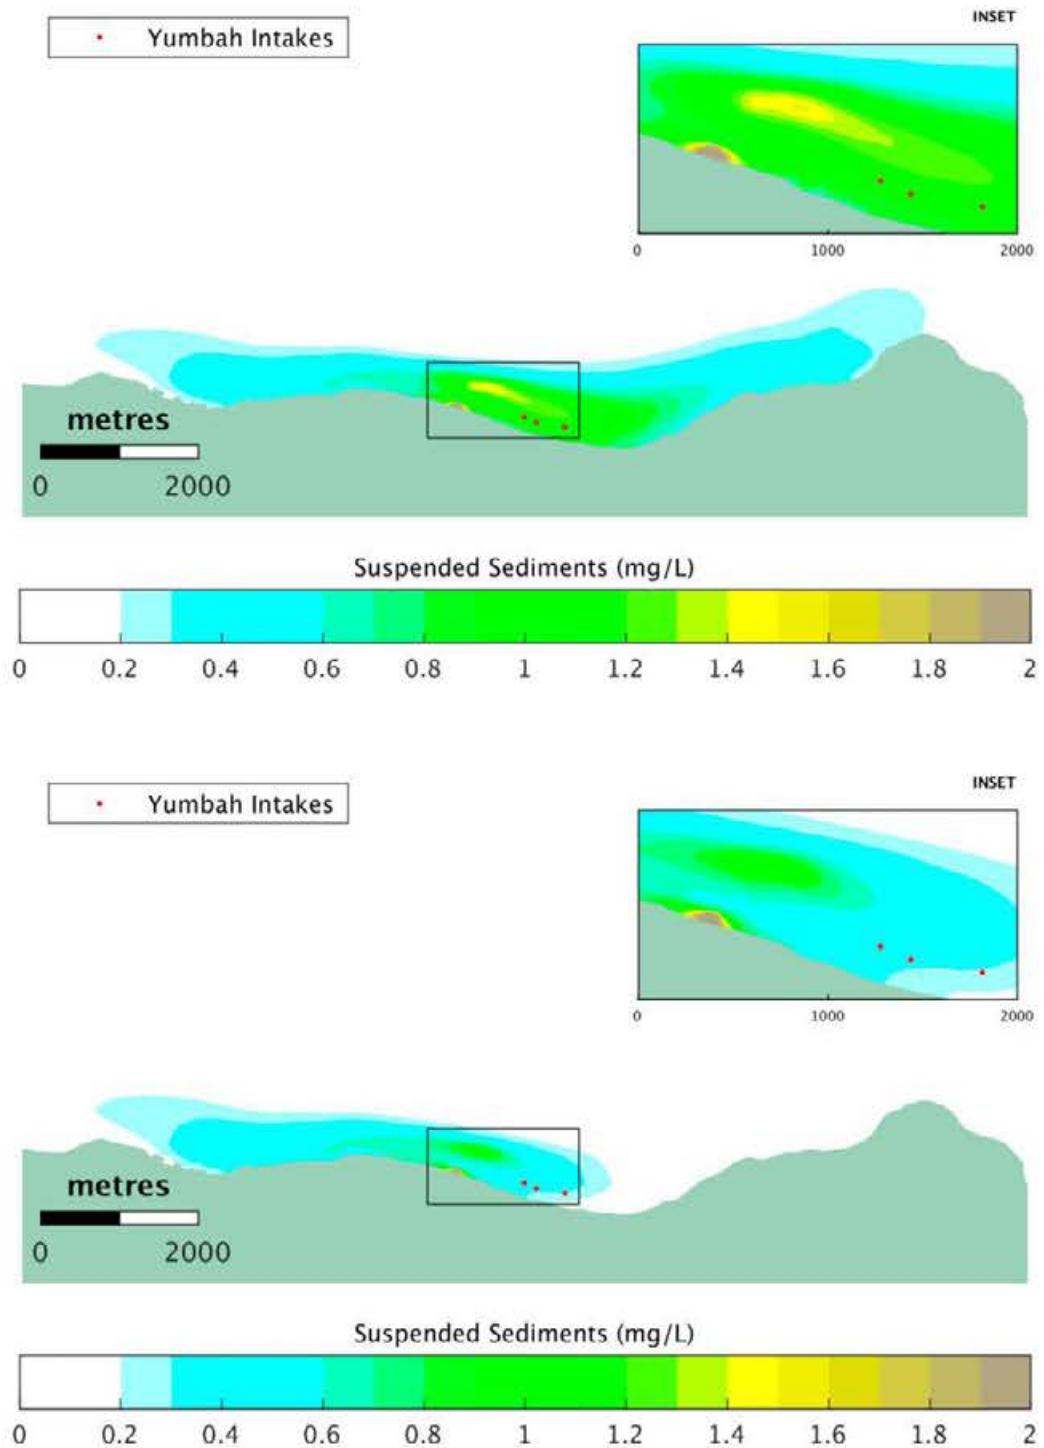 INSET
Yumbah Intakes
0 1000 2000
metres
0 2000
Suspended Sediments (mg/L)
0 0.2 0.4 0.6 0.8 1 1.2 1.4 1.6 1.8 2
INSET
Yumbah Intakes
0 1000 2000
metres
0 2000
Suspended Sediments (mg/L)
0 0.2 0.4 0.6 0.8 1 1.2 1.4 1.6 1.8 2